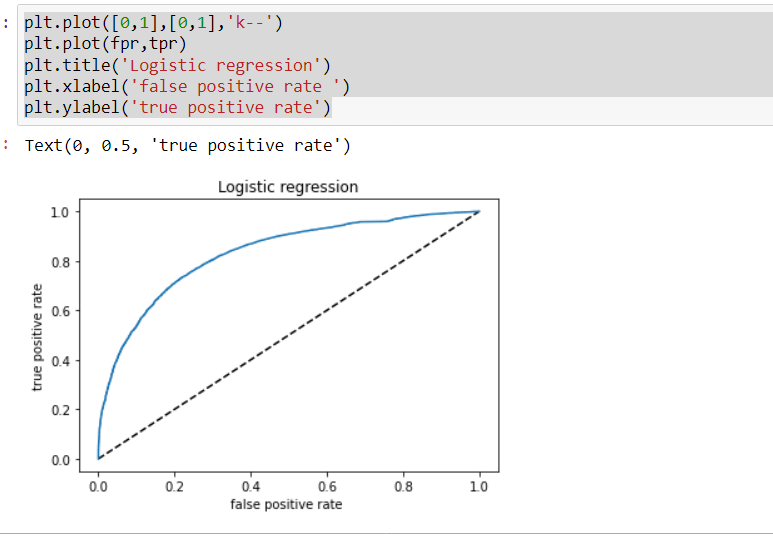 : plt.plot([0,1],[0,1],'k--')
plt.plot(fpr,tpr)
plt.title('Logistic regression')
plt.xlabel('false positive rate ')
plt.ylabel('true positive rate')
: Text(0, 0.5, 'true positive rate')
Logistic regression
1.0
0.8
0.6
0.4
0.2
0.0
true positive rate
0.0 0.2 0.4 0.6 0.8 1.0
false positive rate